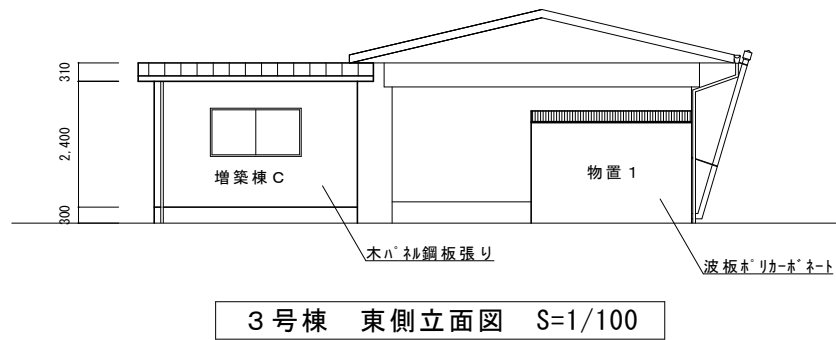 310
2,400
300
増築棟C
物置1
木ﾊﾟﾈﾙ鋼板張り
波板ﾎﾟﾘｶｰﾎﾞﾈｰﾄ
3号棟　東側立面図　S=1/100